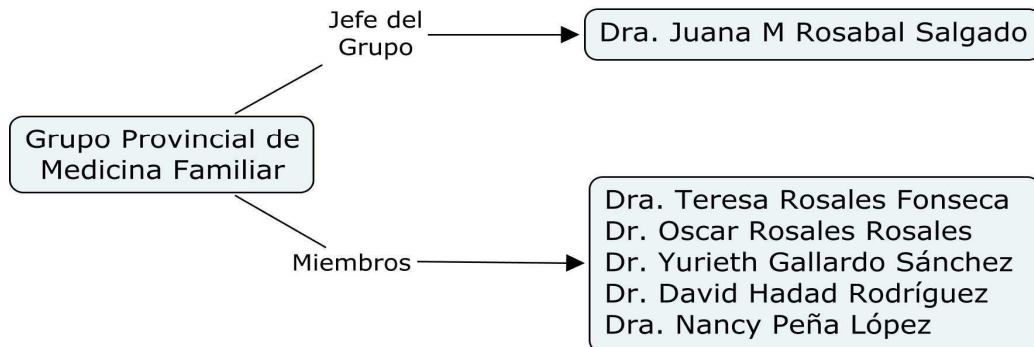 Jefe del
Grupo
Dra. Juana M Rosabal Salgado
Grupo Provincial de
Medicina Familiar
Miembros
Dra. Teresa Rosales Fonseca
Dr. Oscar Rosales Rosales
Dr. Yurieth Gallardo Sánchez
Dr. David Hadad Rodríguez
Dra. Nancy Peña López